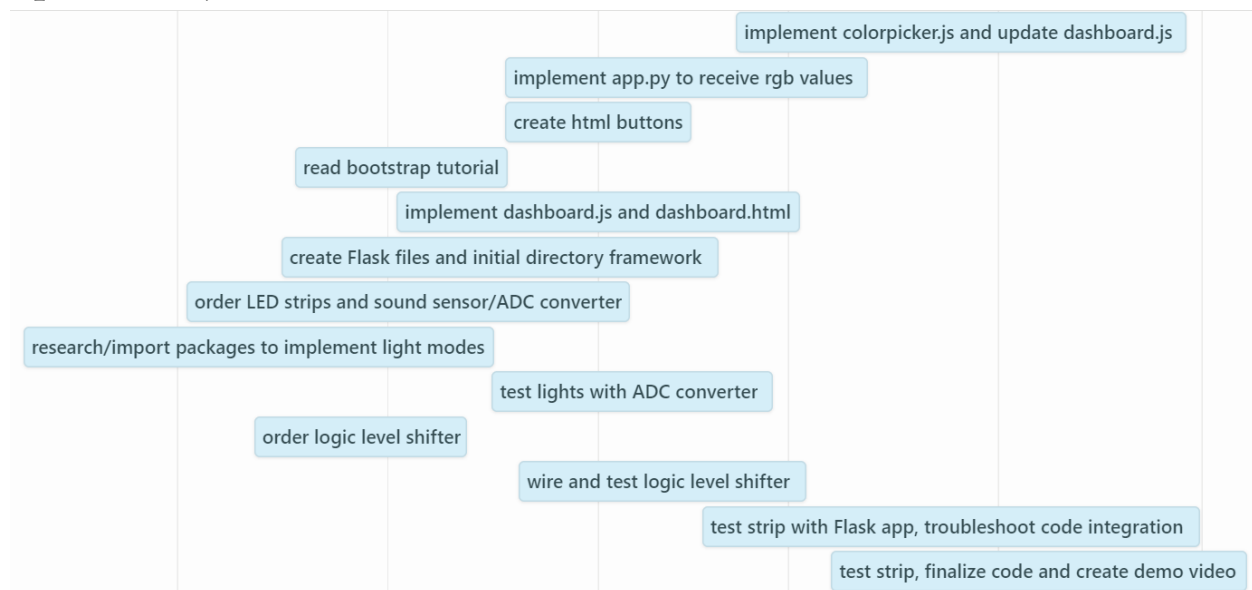 implement colorpicker.js and update dashboard.js
implement app.py to receive rgb values
create html buttons
read bootstrap tutorial
implement dashboard.js and dashboard.html
create Flask files and initial directory framework
order LED strips and sound sensor/ADC converter
research/import packages to implement light modes
test lights with ADC converter
order logic level shifter
wire and test logic level shifter
test strip with Flask app, troubleshoot code integration
test strip, finalize code and create demo video